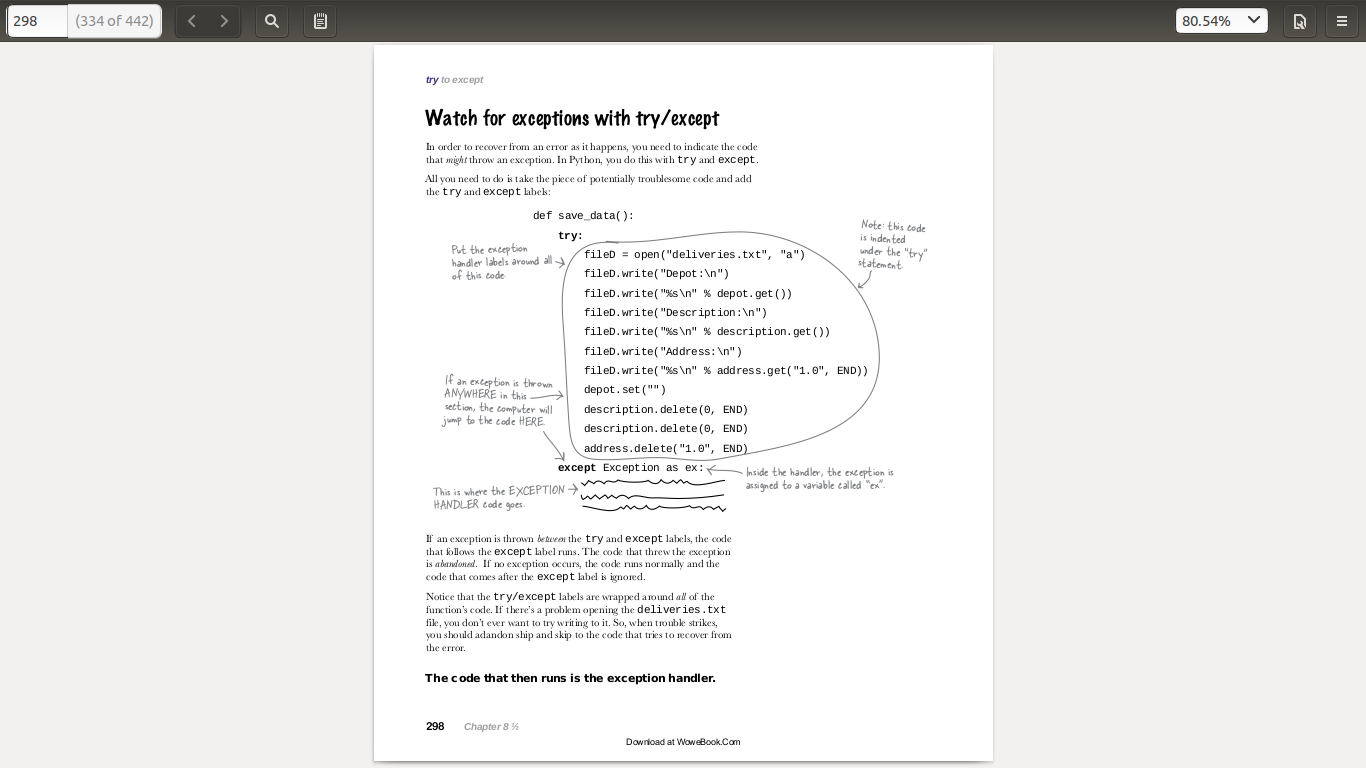 298
(334 of 442)
80.54%
try to except
Watch for exceptions with try/except
In order to recover from an error as it happens, you need to indicate the code
that might throw an exception. In Python, you do this with try and except.
All you need to do is take the piece of potentially troublesome code and add
the try and except labels:
def save_data():
try:
fileD = open("deliveries.txt", "a")
fileD.write("Depot:\n")
fileD.write("%s\n" % depot.get())
fileD.write("Description:\n")
fileD.write("%s\n" % description.get())
fileD.write("Address:\n")
fileD.write("%s\n" % address.get("1.0", END))
depot.set("")
description.delete(0, END)
description.delete(0, END)
address.delete("1.0", END)
except Exception as ex:
Put the exception
handler labels around all
of this code.
Note: this code
is indented
under the "try"
statement.
If an exception is thrown
ANYWHERE in this
section, the computer will
jump to the code HERE.
Inside the handler, the exception is
assigned to a variable called "ex".
This is where the EXCEPTION
HANDLER code goes.
If an exception is thrown between the try and except labels, the code
that follows the except label runs. The code that threw the exception
is abandoned. If no exception occurs, the code runs normally and the
code that comes after the except label is ignored.
Notice that the try/except labels are wrapped around all of the
function's code. If there's a problem opening the deliveries.txt
file, you don't ever want to try writing to it. So, when trouble strikes,
you should adandon ship and skip to the code that tries to recover from
the error.
The code that then runs is the exception handler.
298 Chapter 8 ½
Download at WoweBook.Com